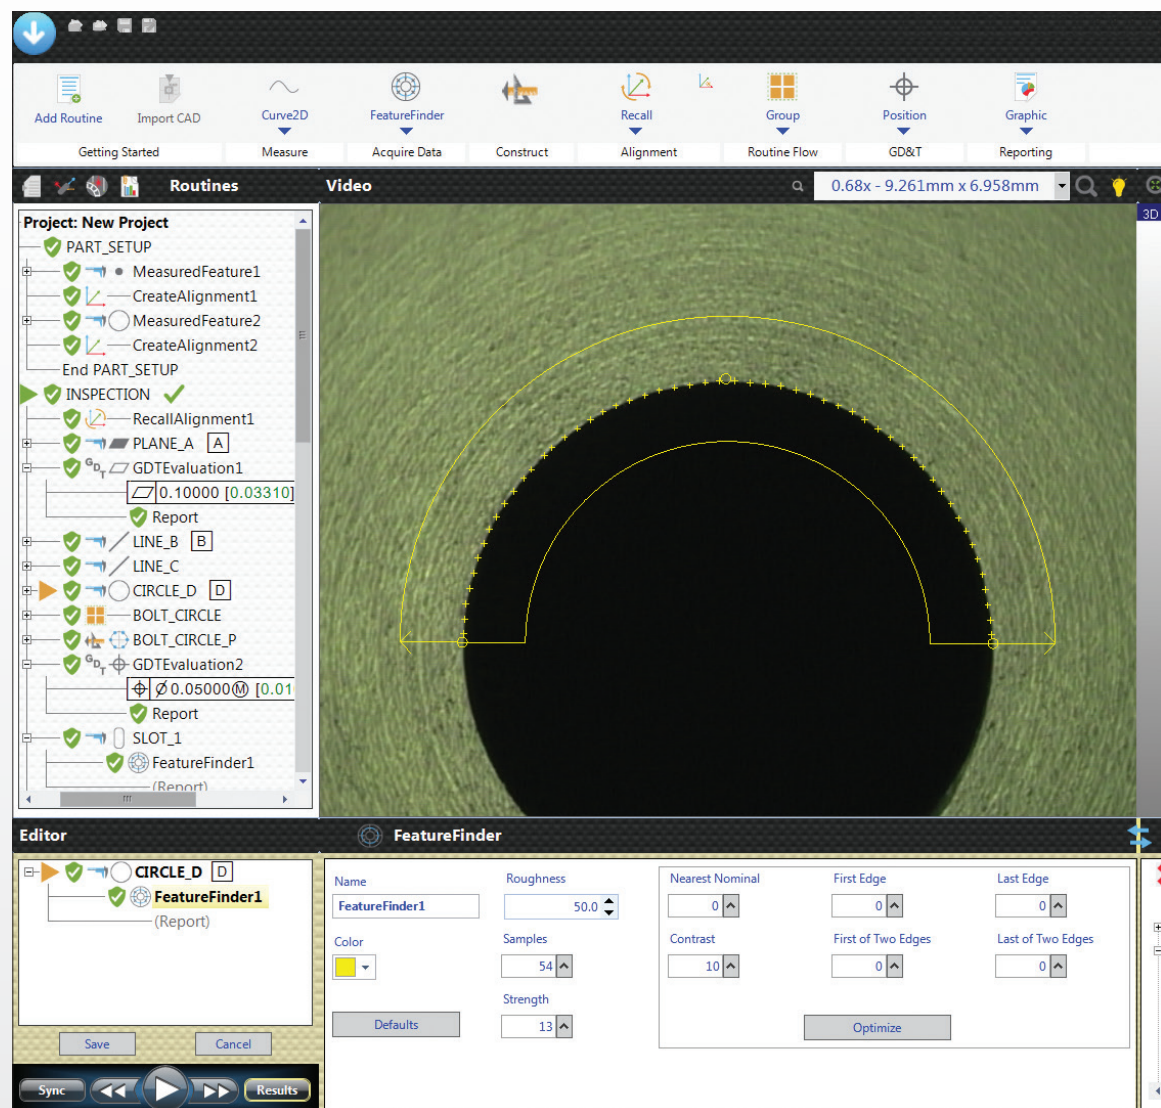 Add Routine
Import CAD
Curve2D
FeatureFinder
Recall
Group
Position
Graphic
Getting Started
Measure
Acquire Data
Construct
Alignment
Routine Flow
GD&T
Reporting
Routines
Video
0.68x - 9.261mm x 6.958mm
3D
Project: New Project
PART_SETUP
MeasuredFeature1
CreateAlignment1
MeasuredFeature2
CreateAlignment2
End PART_SETUP
INSPECTION
RecallAlignment1
PLANE_A A
GDT GDTEvaluation1
0.10000 [0.03310]
Report
LINE_B B
LINE_C
CIRCLE_D D
BOLT_CIRCLE
BOLT_CIRCLE_P
GDT GDTEvaluation2
Ø0.05000Ⓜ [0.01
Report
SLOT_1
FeatureFinder1
(Report)
Editor
FeatureFinder
CIRCLE_D D
FeatureFinder1
(Report)
Save
Cancel
Sync
Results
Name
FeatureFinder1
Color
Defaults
Roughness
50.0
Samples
54
Strength
13
Nearest Nominal
First Edge
Last Edge
0
0
0
Contrast
First of Two Edges
Last of Two Edges
10
0
0
Optimize